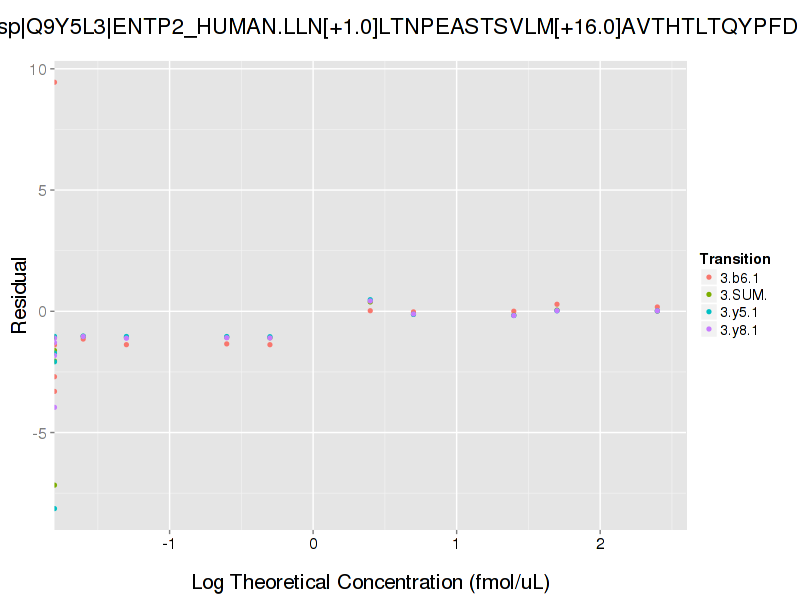 sp|Q9Y5L3|ENTP2_HUMAN.LLN[+1.0]LTNPEASTSVLM[+16.0]AVTHTLTQYPFD
10
5
0
-5
Residual
-1 0 1 2
Log Theoretical Concentration (fmol/uL)
Transition
3.b6.1
3.SUM.
3.y5.1
3.y8.1